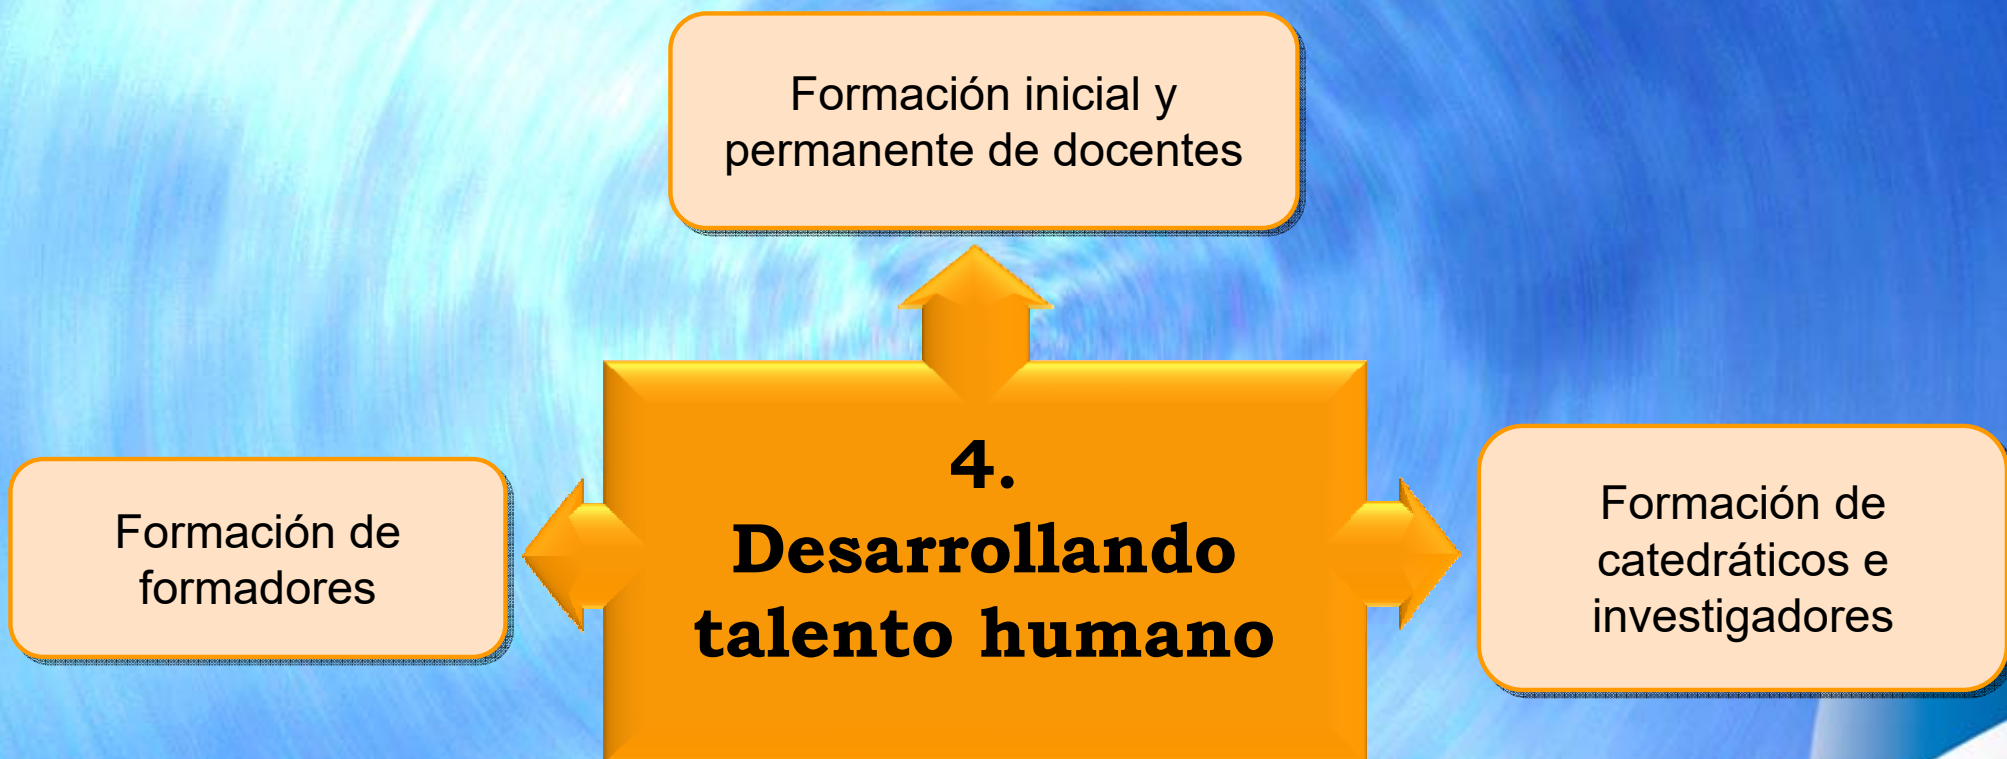 Formación inicial y
permanente de docentes
Formación de
formadores
4.
Desarrollando
talento humano
Formación de
catedráticos e
investigadores